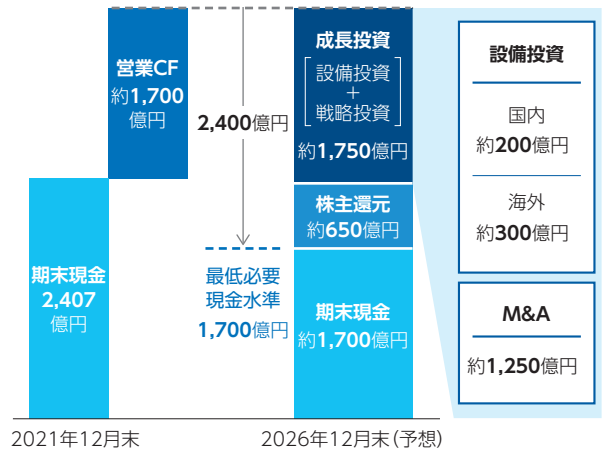 営業CF
約1,700
億円
期末現金
2,407
億円
2021年12月末
2,400億円
最低必要
現金水準
1,700億円
成長投資
設備投資
+
戦略投資
約1,750億円
株主還元
約650億円
期末現金
約1,700億円
2026年12月末(予想)
設備投資
国内
約200億円
海外
約300億円
M&A
約1,250億円